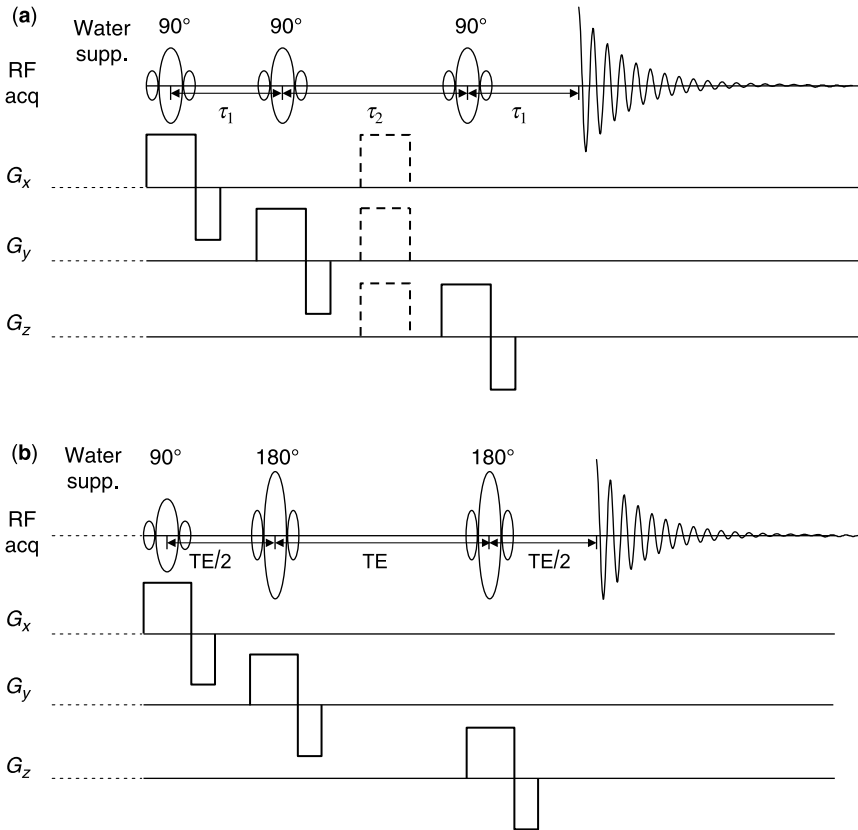 (a) Water supp. 90° 90° 90°
RF acq
τ1 τ2 τ1
Gx
Gy
Gz
(b) Water supp. 90° 180° 180°
RF acq
TE/2 TE TE/2
Gx
Gy
Gz